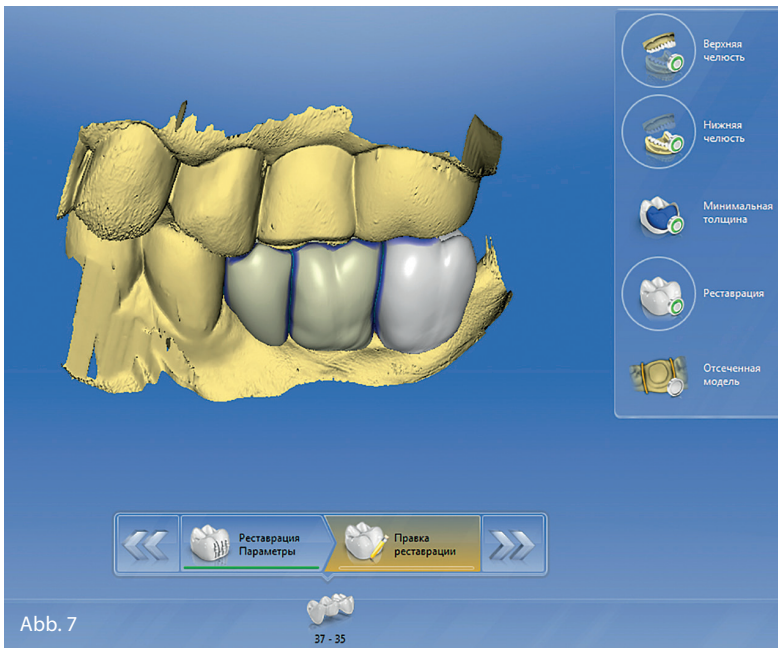 Верхняя
челюсть
Нижняя
челюсть
Минимальная
толщина
Реставрация
Отсеченная
модель
Реставрация
Параметры
Правка
реставрации
Abb. 7
37 - 35